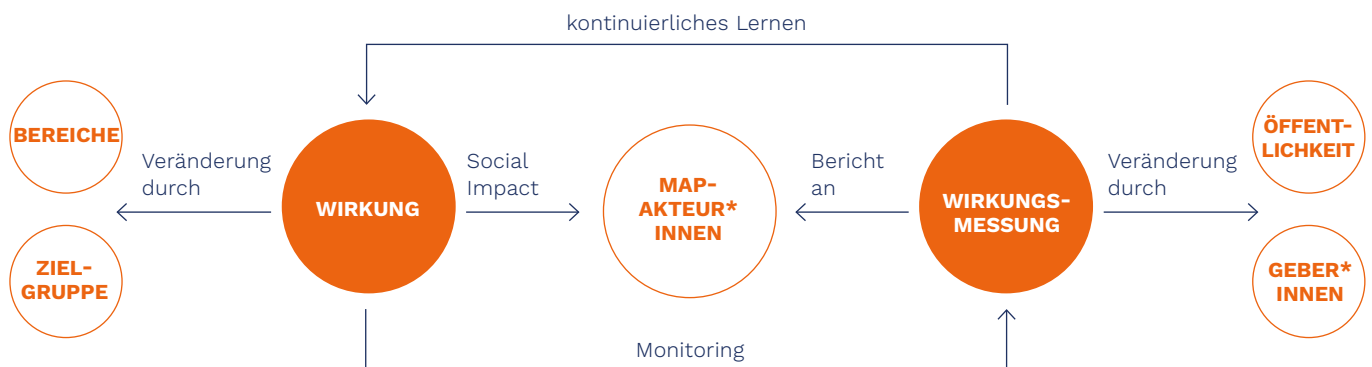 kontinuierliches Lernen
BEREICHE
ZIEL-
GRUPPE
Veränderung
durch
WIRKUNG
Social
Impact
MAP-
AKTEUR*
INNEN
Bericht
an
WIRKUNGS-
MESSUNG
Veränderung
durch
ÖFFENT-
LICHKEIT
GEBER*
INNEN
Monitoring